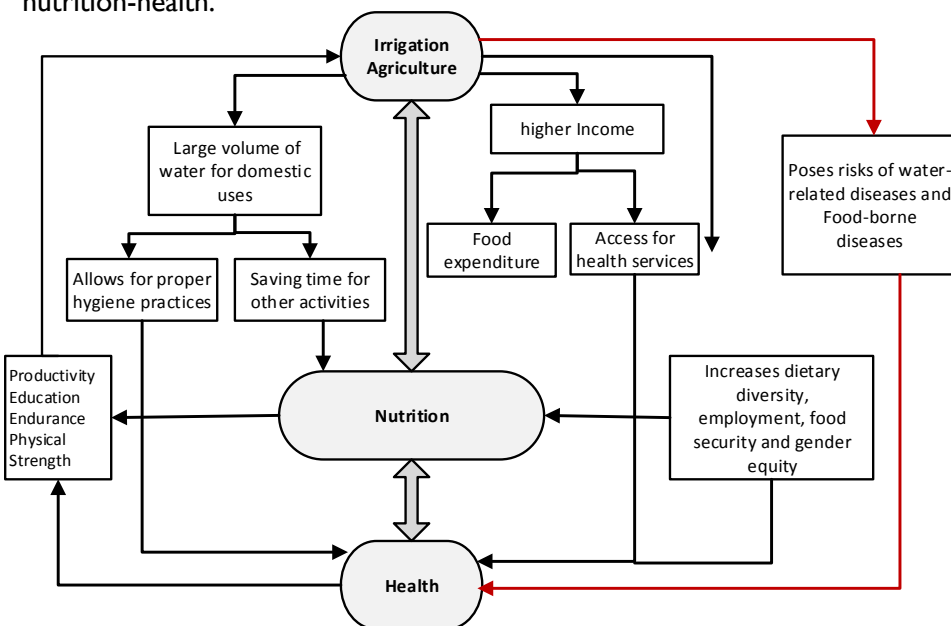 nutrition-health.
Irrigation
Agriculture
higher Income
Large volume of
water for domestic
uses
Poses risks of water-
related diseases and
Food-borne
diseases
Food
expenditure
Access for
health services
Allows for proper
hygiene practices
Saving time for
other activities
Productivity
Education
Endurance
Physical
Strength
Nutrition
Increases dietary
diversity,
employment, food
security and gender
equity
Health